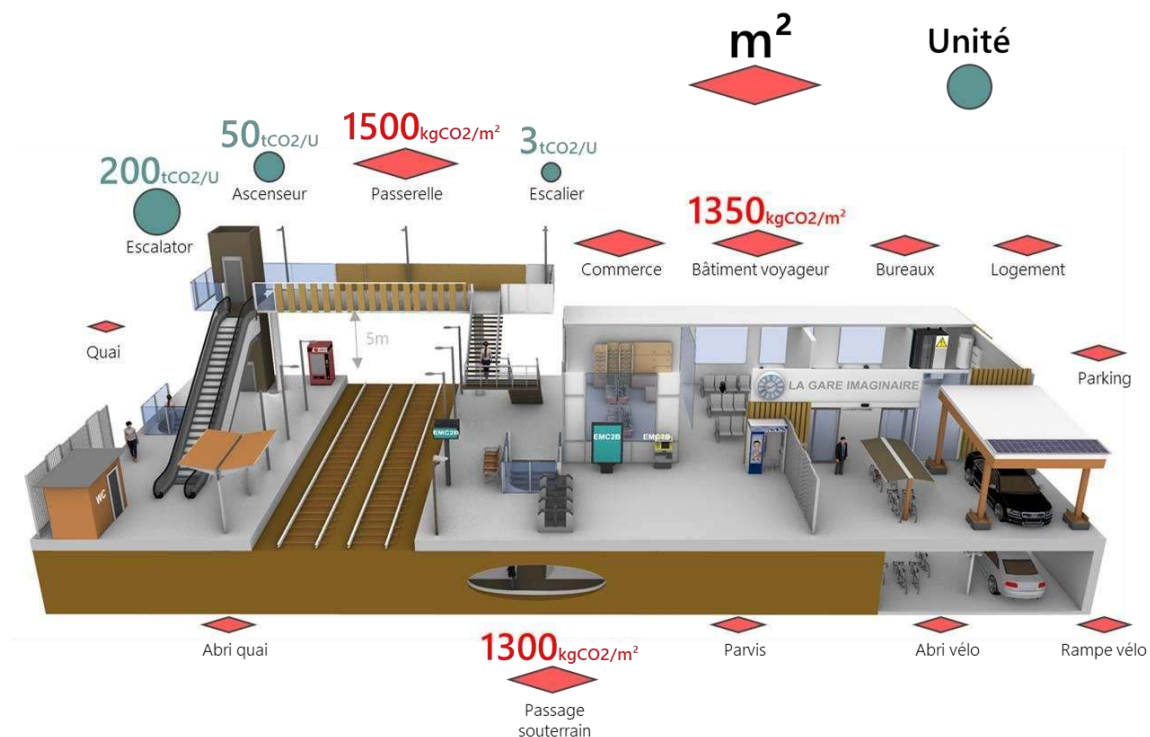 m²
Unité
1500kgCO2/m²
Passerelle
50tCO2/U
Ascenseur
3tCO2/U
Escalier
200tCO2/U
Escalator
1350kgCO2/m²
Commerce
Bâtiment voyageur
Bureaux
Logement
Quai
5m
Parking
LA GARE IMAGINAIRE
EMC2B
EMC2B
EMC2B
WC
Abri quai
1300kgCO2/m²
Passage
souterrain
Parvis
Abri vélo
Rampe vélo